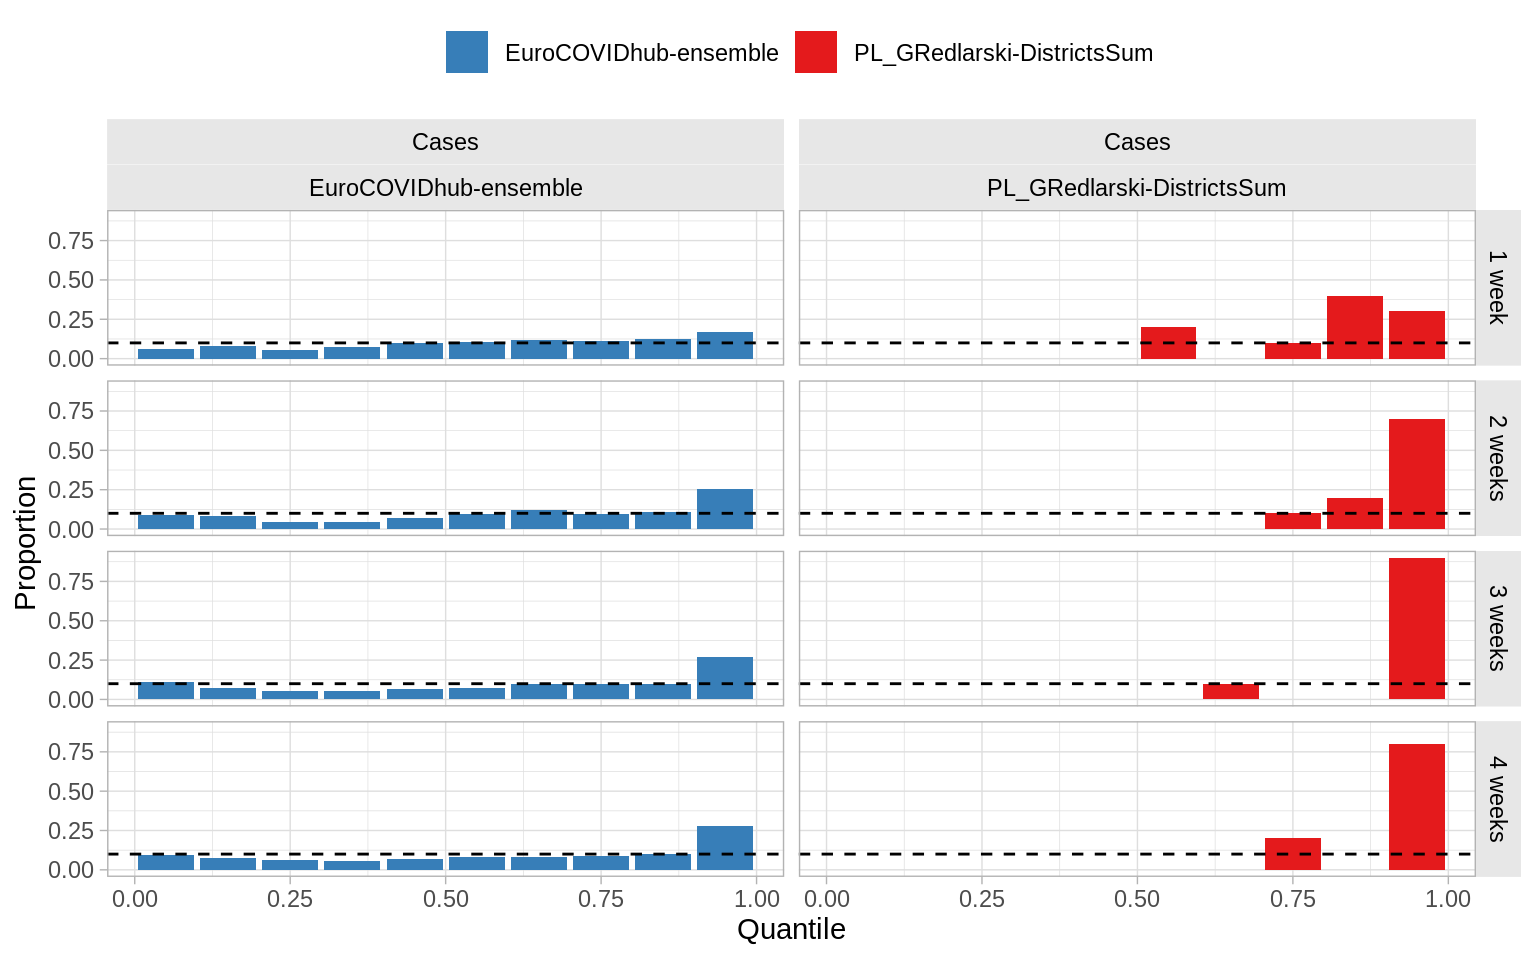 EuroCOVIDhub-ensemble PL_GRedlarski-DistrictsSum
Cases Cases
EuroCOVIDhub-ensemble PL_GRedlarski-DistrictsSum
0.75
0.50
0.25
0.00
1 week
0.75
0.50
0.25
0.00
2 weeks
0.75
0.50
0.25
0.00
3 weeks
0.75
0.50
0.25
0.00
4 weeks
Proportion
0.00 0.25 0.50 0.75 1.00 0.00 0.25 0.50 0.75 1.00
Quantile